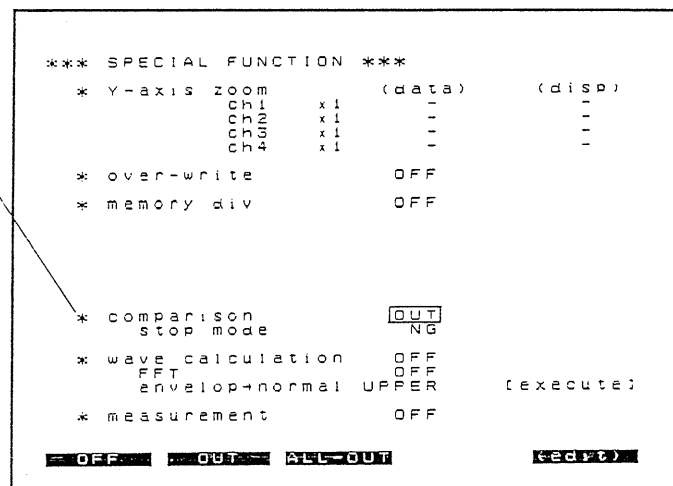 *** SPECIAL FUNCTION ***
* Y-axis zoom (data) (disp)
ch1 x1 - -
ch2 x1 - -
ch3 x1 - -
ch4 x1 - -
* over-write OFF
* memory div OFF
* comparison OUT
stop mode NG
* wave calculation OFF
FFT OFF
envelop→normal UPPER [execute]
* measurement OFF
OFF OUT ALL-OUT (edit)